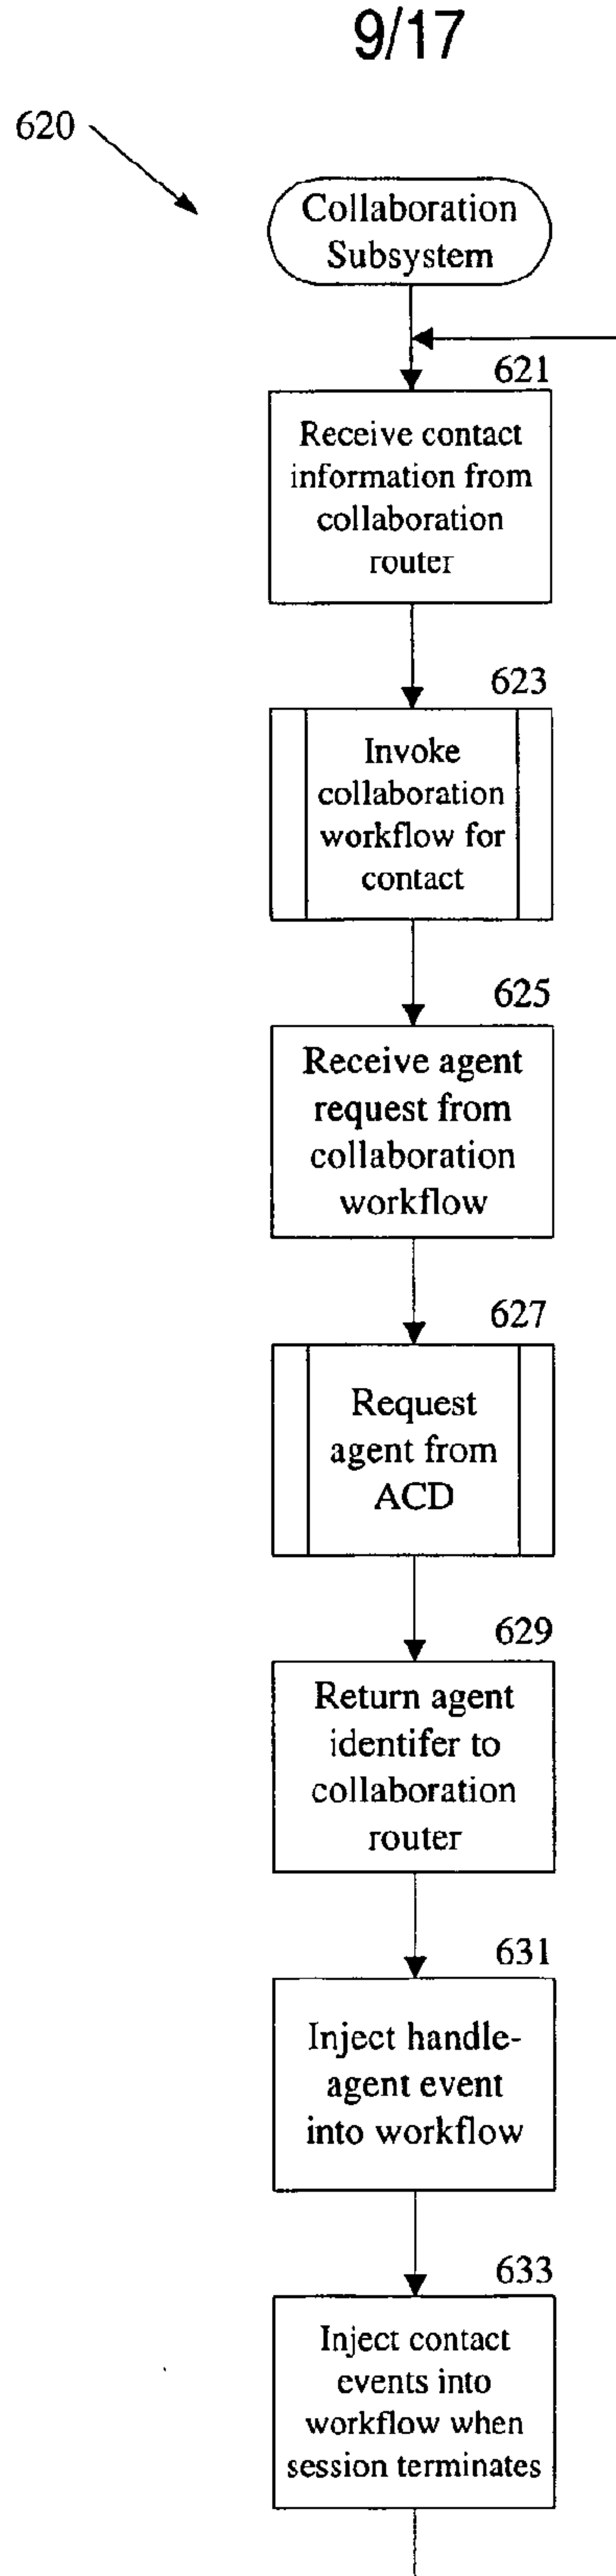 9/17
620
Collaboration
Subsystem
621
Receive contact
information from
collaboration
router
623
Invoke
collaboration
workflow for
contact
625
Receive agent
request from
collaboration
workflow
627
Request
agent from
ACD
629
Return agent
identifer to
collaboration
router
631
Inject handle-
agent event
into workflow
633
Inject contact
events into
workflow when
session terminates